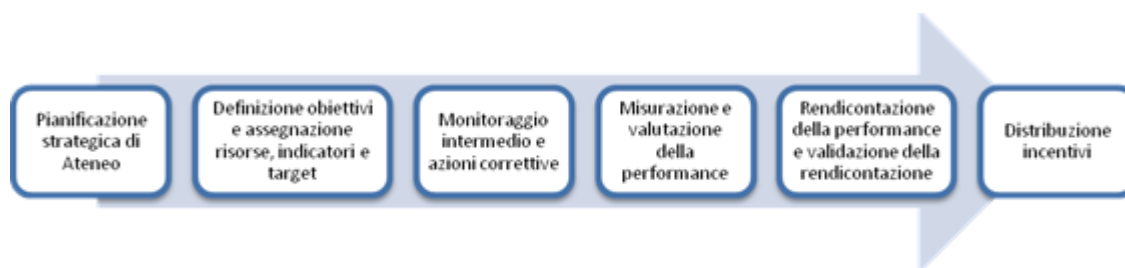 Pianificazione
strategica di
Ateneo
Definizione obiettivi
e assegnazione
risorse, indicatori e
target
Monitoraggio
intermedio e
azioni correttive
Misurazione e
valutazione
della
performance
Rendicontazione
della performance
e validazione della
rendicontazione
Distribuzione
incentivi